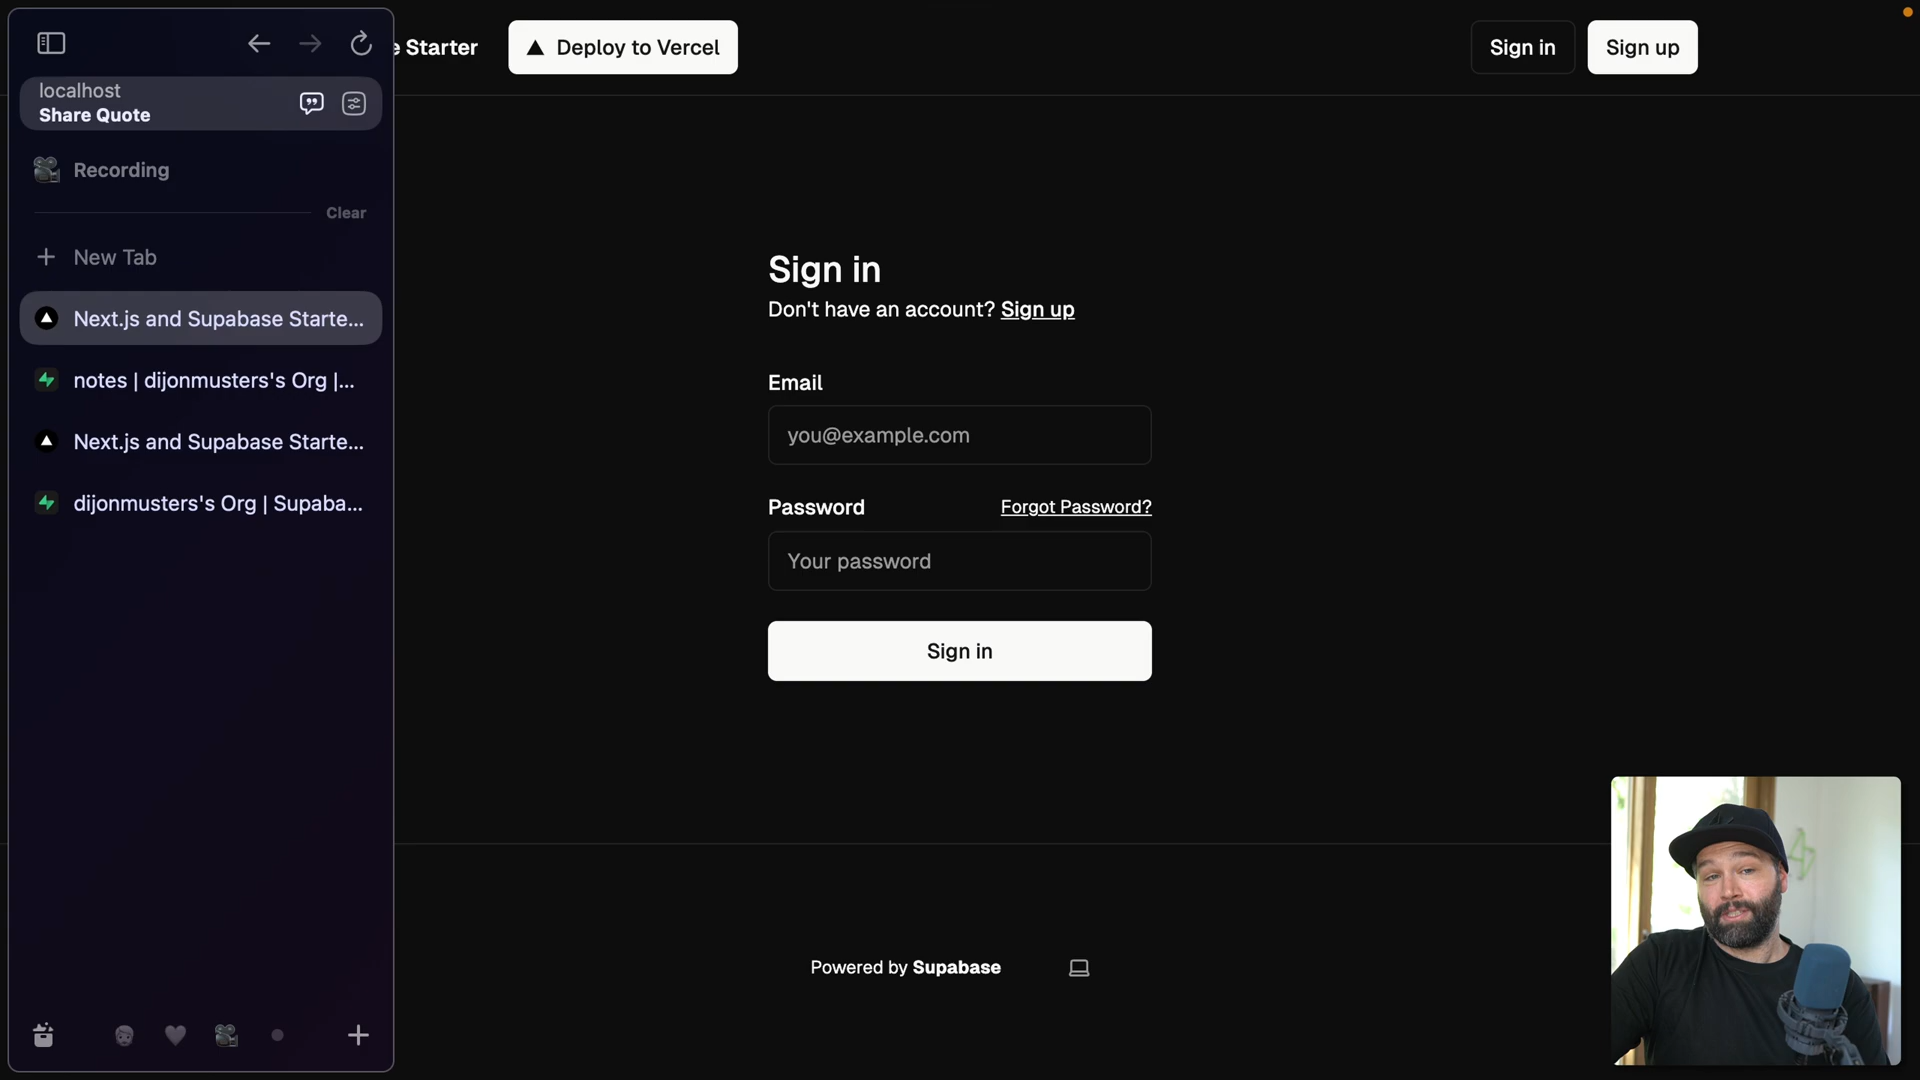 localhost
Share Quote
Recording
Clear
New Tab
Next.js and Supabase Starte...
notes | dijonmusters's Org |...
Next.js and Supabase Starte...
dijonmusters's Org | Supaba...
e Starter
Deploy to Vercel
Sign in
Sign up
Sign in
Don't have an account? Sign up
Email
you@example.com
Password
Forgot Password?
Your password
Sign in
Powered by Supabase